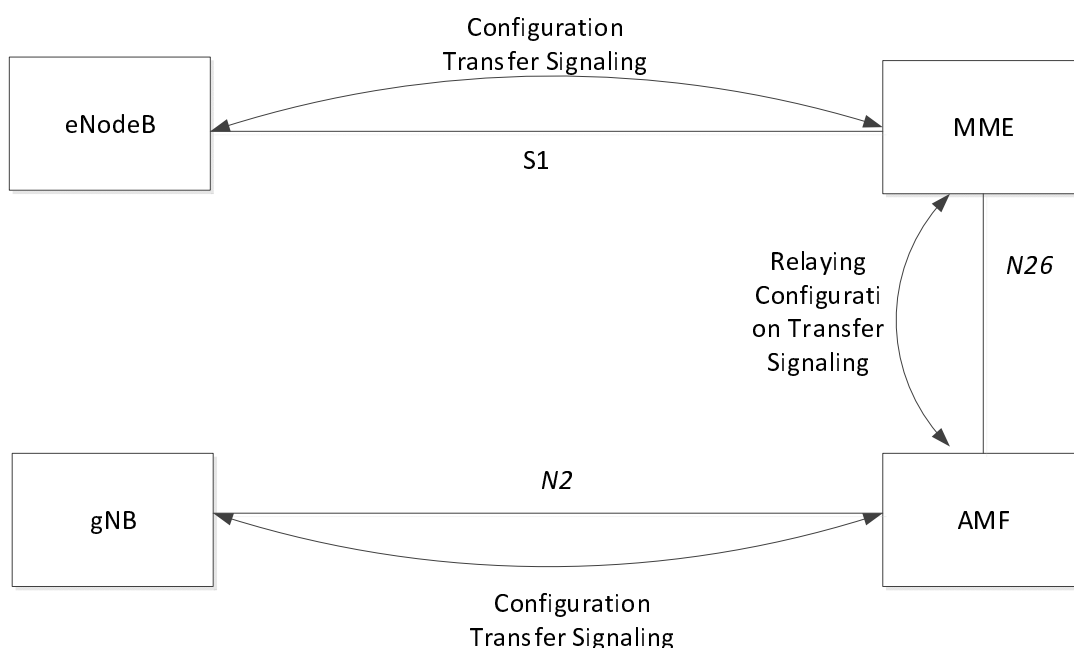 Configuration
Transfer Signaling
eNodeB
MME
S1
Relaying
Configurati
on Transfer
Signaling
N26
N2
gNB
AMF
Configuration
Transfer Signaling